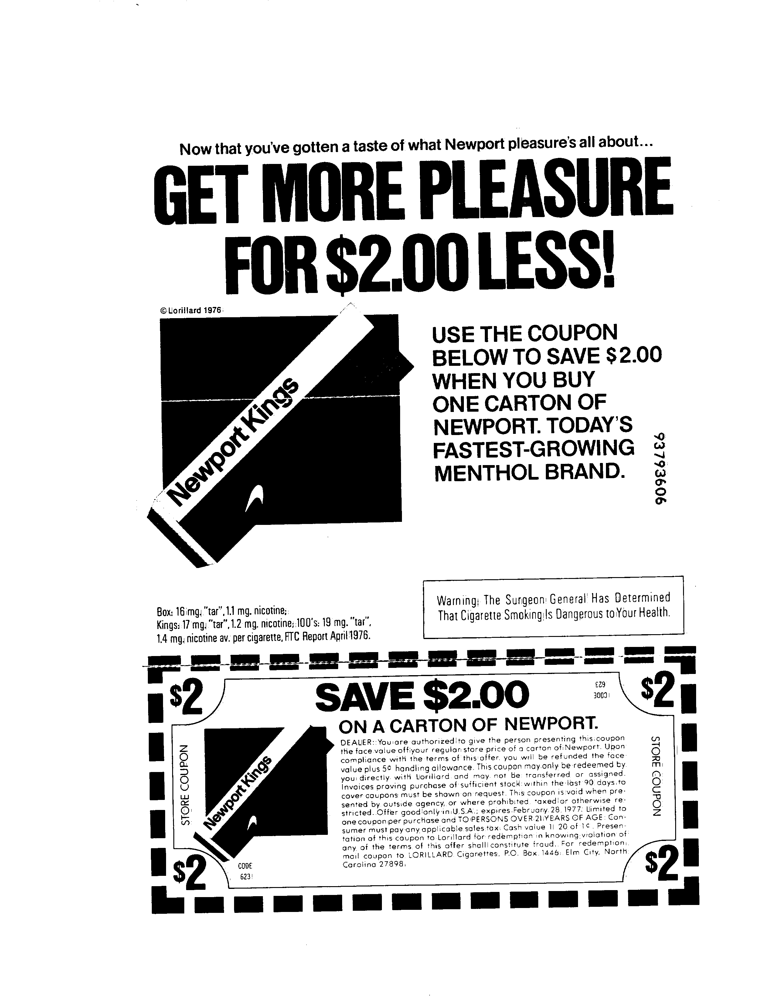 Now that you've gotten a taste of what Newport pleasure's all about...
GET MORE PLEASURE
FOR $2.00 LESS!
© Lorillard 1976
Newport Kings
USE THE COUPON
BELOW TO SAVE $2.00
WHEN YOU BUY
ONE CARTON OF
NEWPORT. TODAY'S
FASTEST-GROWING
MENTHOL BRAND.
93793606
Box: 16 mg. "tar", 1.1 mg. nicotine;
Kings: 17 mg. "tar", 1.2 mg. nicotine; 100's: 19 mg. "tar",
1.4 mg. nicotine av. per cigarette, FTC Report April 1976.
Warning: The Surgeon General Has Determined
That Cigarette Smoking Is Dangerous to Your Health.
$2
SAVE $2.00
623
CODE
$2
ON A CARTON OF NEWPORT.
STORE COUPON
Newport Kings
DEALER: You are authorized to give the person presenting this coupon
the face value off your regular store price of a carton of Newport. Upon
compliance with the terms of this offer, you will be refunded the face
value plus 5¢ handling allowance. This coupon may only be redeemed by
you directly with Lorillard and may not be transferred or assigned.
Invoices proving purchase of sufficient stock within the last 90 days to
cover coupons must be shown on request. This coupon is void when pre-
sented by outside agency, or where prohibited, taxed or otherwise re-
stricted. Offer good only in U.S.A.; expires February 28, 1977. Limited to
one coupon per purchase and TO PERSONS OVER 21 YEARS OF AGE. Con-
sumer must pay any applicable sales tax. Cash value 1/20 of 1¢. Presen-
tation of this coupon to Lorillard for redemption in knowing violation of
any of the terms of this offer shall constitute fraud. For redemption,
mail coupon to LORILLARD Cigarettes, P.O. Box 1446, Elm City, North
Carolina 27898.
STORE COUPON
$2
CODE
623
$2